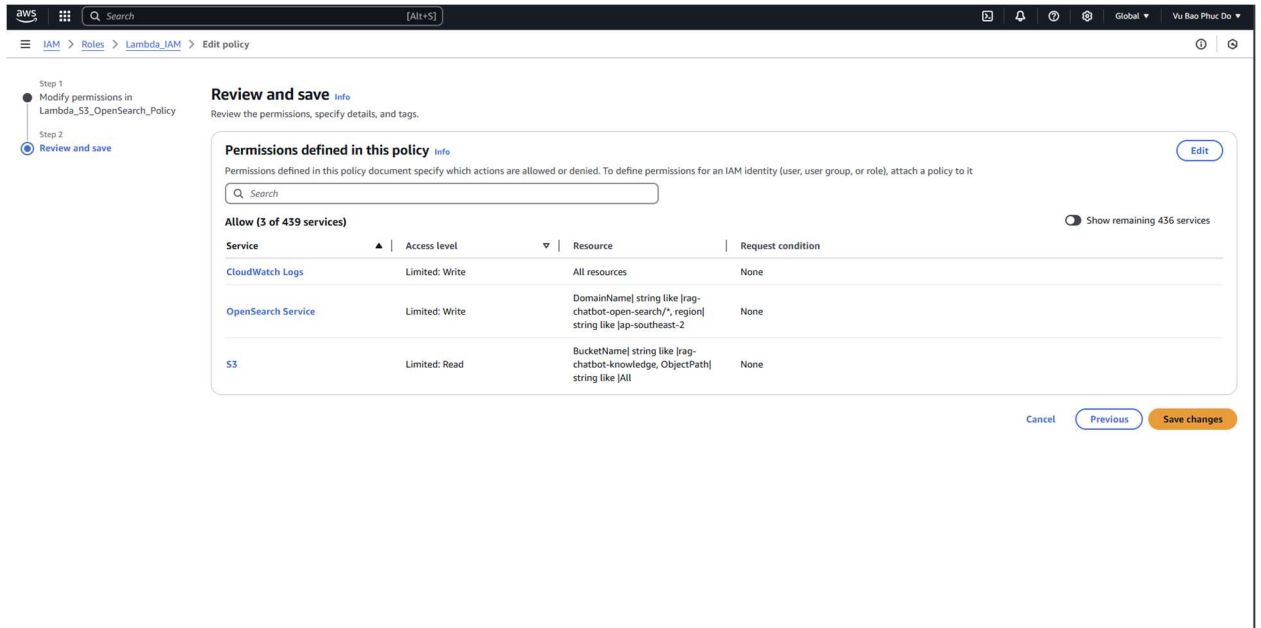 aws
Search
[Alt+S]
Global
Vu Bao Phuc Do
IAM > Roles > Lambda_IAM > Edit policy
Step 1
Modify permissions in
Lambda_S3_OpenSearch_Policy
Step 2
Review and save
Review and save Info
Review the permissions, specify details, and tags.
Permissions defined in this policy Info
Edit
Permissions defined in this policy document specify which actions are allowed or denied. To define permissions for an IAM identity (user, user group, or role), attach a policy to it
Search
Allow (3 of 439 services)
Show remaining 436 services
Service Access level Resource Request condition
CloudWatch Logs Limited: Write All resources None
DomainName| string like |rag-
OpenSearch Service Limited: Write chatbot-open-search/*, region| None
string like |ap-southeast-2
BucketName| string like |rag-
S3 Limited: Read chatbot-knowledge, ObjectPath| None
string like |All
Cancel Previous Save changes